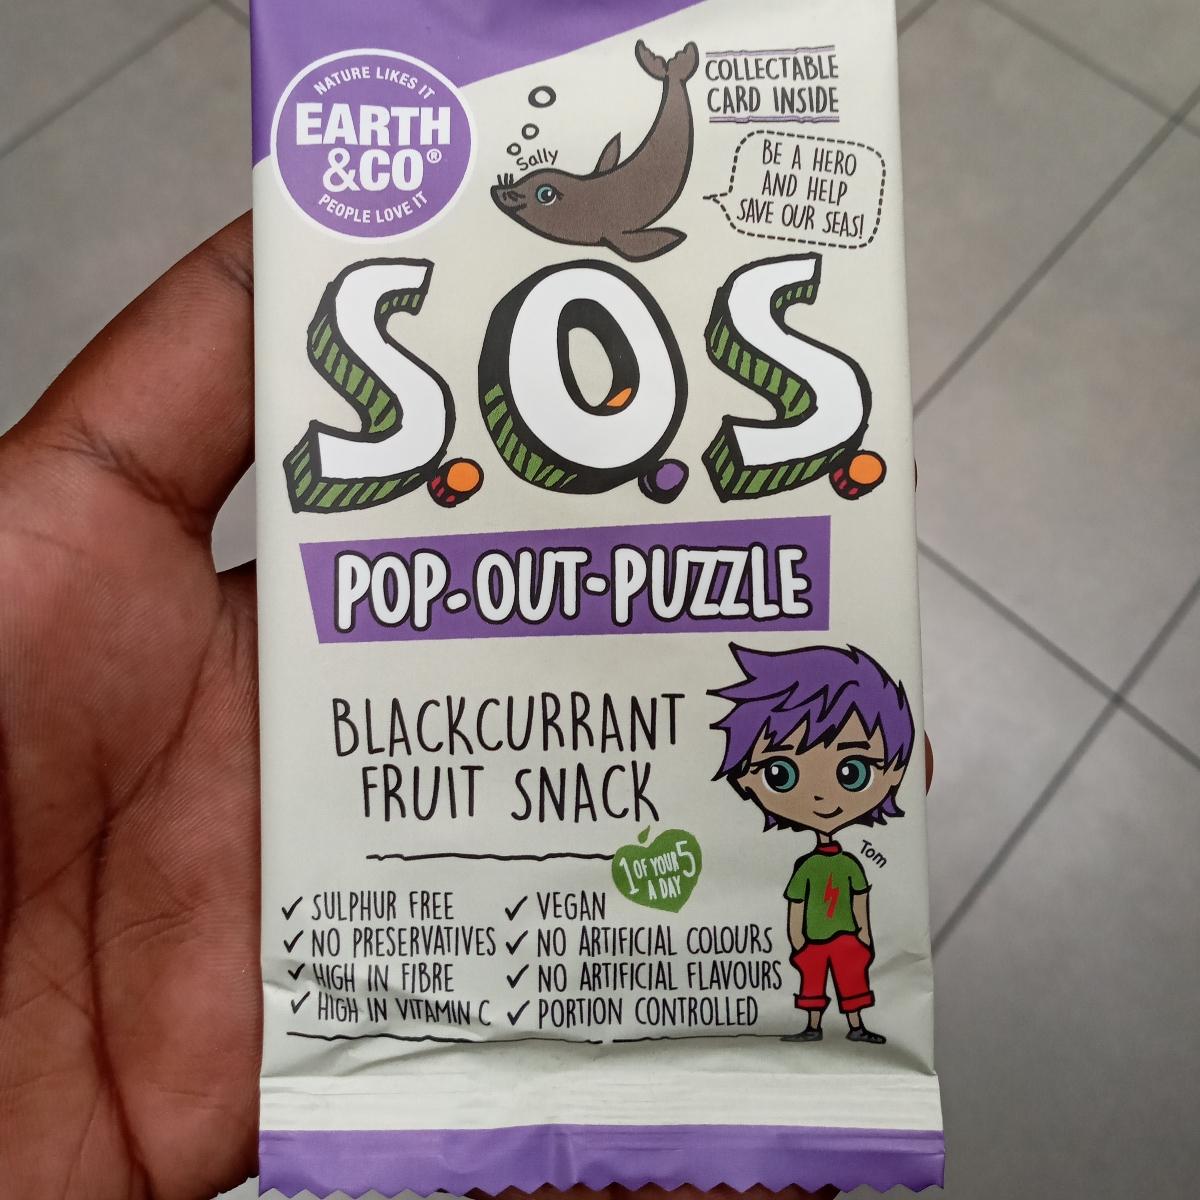 NATURE LIKES IT
EARTH
&CO®
PEOPLE LOVE IT
Sally
COLLECTABLE
CARD INSIDE
BE A HERO
AND HELP
SAVE OUR SEAS!
S.O.S.
POP-OUT-PUZZLE
BLACKCURRANT
FRUIT SNACK
Tom
1 OF YOUR 5
A DAY
✓ SULPHUR FREE
✓ NO PRESERVATIVES
✓ HIGH IN FIBRE
✓ HIGH IN VITAMIN C
✓ VEGAN
✓ NO ARTIFICIAL COLOURS
✓ NO ARTIFICIAL FLAVOURS
✓ PORTION CONTROLLED